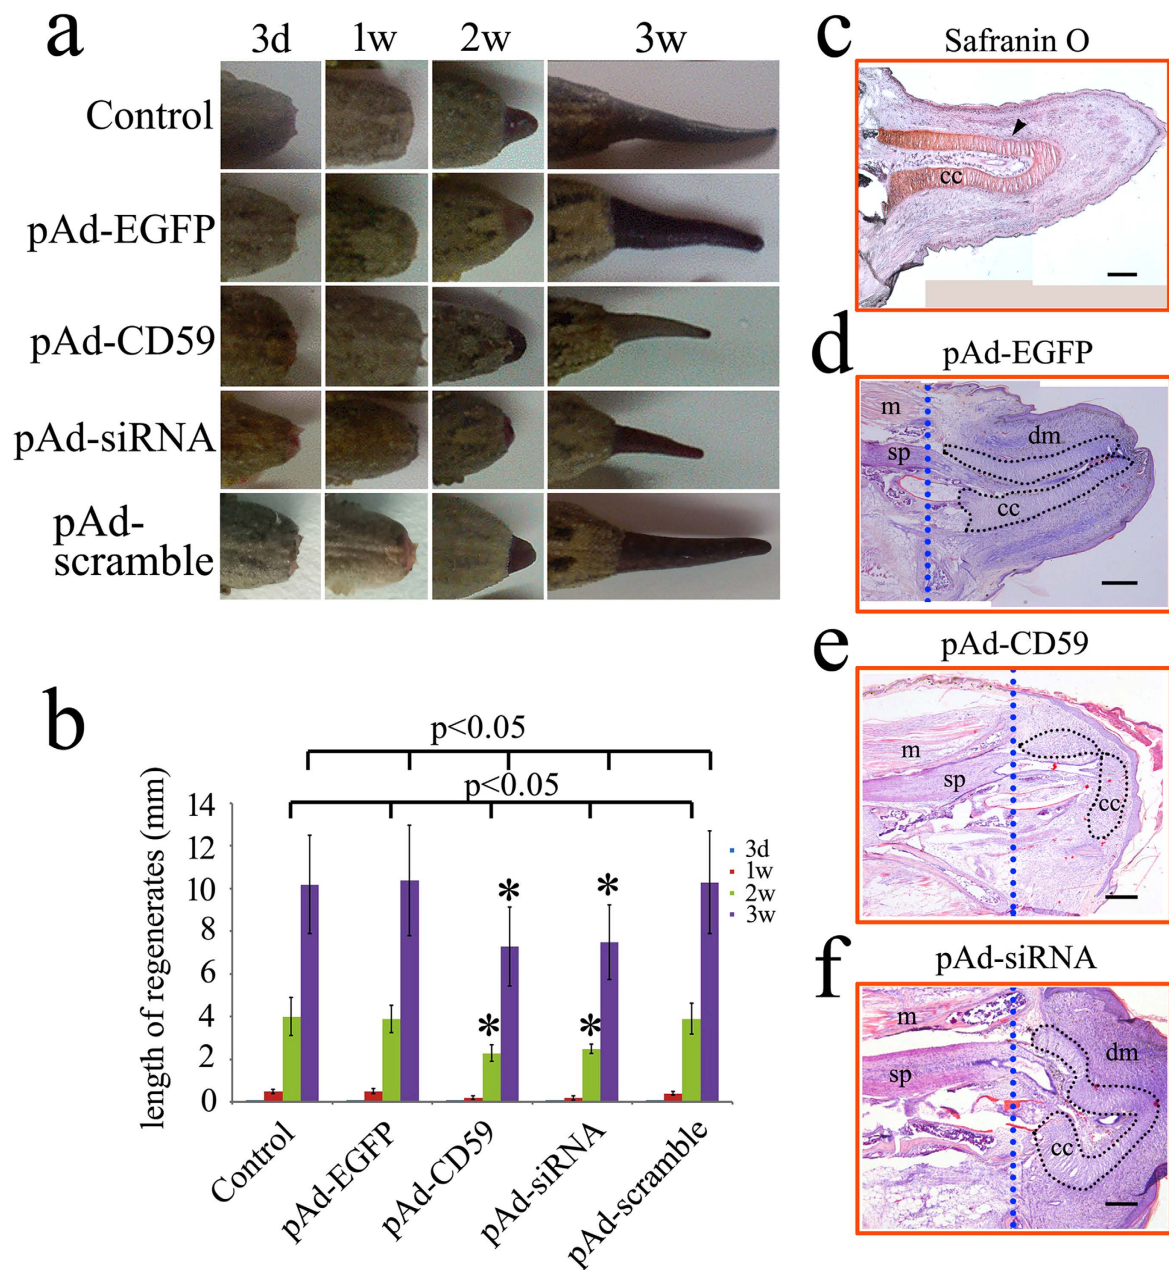 a
3d 1w 2w 3w
Control
pAd-EGFP
pAd-CD59
pAd-siRNA
pAd-
scramble
b
p<0.05
p<0.05
length of regenerates (mm)
14
12
10
8
6
4
2
0
* *
* *
3d
1w
2w
3w
Control
pAd-EGFP
pAd-CD59
pAd-siRNA
pAd-scramble
c
Safranin O
cc
d
pAd-EGFP
m
dm
sp
cc
e
pAd-CD59
m
sp
cc
f
pAd-siRNA
m
dm
sp
cc